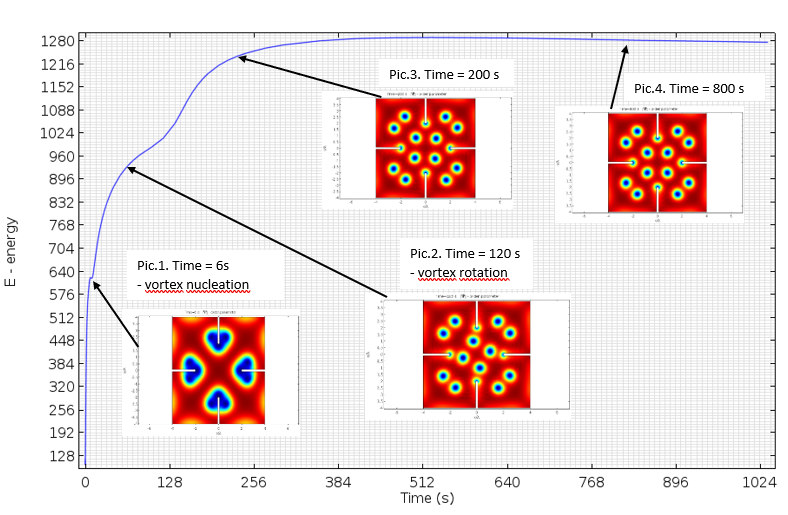 1280
1216
1152
1088
1024
960
896
832
768
704
640
576
512
448
384
320
256
192
128
E - energy
0 128 256 384 512 640 768 896 1024
Time (s)
Pic.3. Time = 200 s
Pic.4. Time = 800 s
Pic.1. Time = 6s
- vortex nucleation
Pic.2. Time = 120 s
- vortex rotation